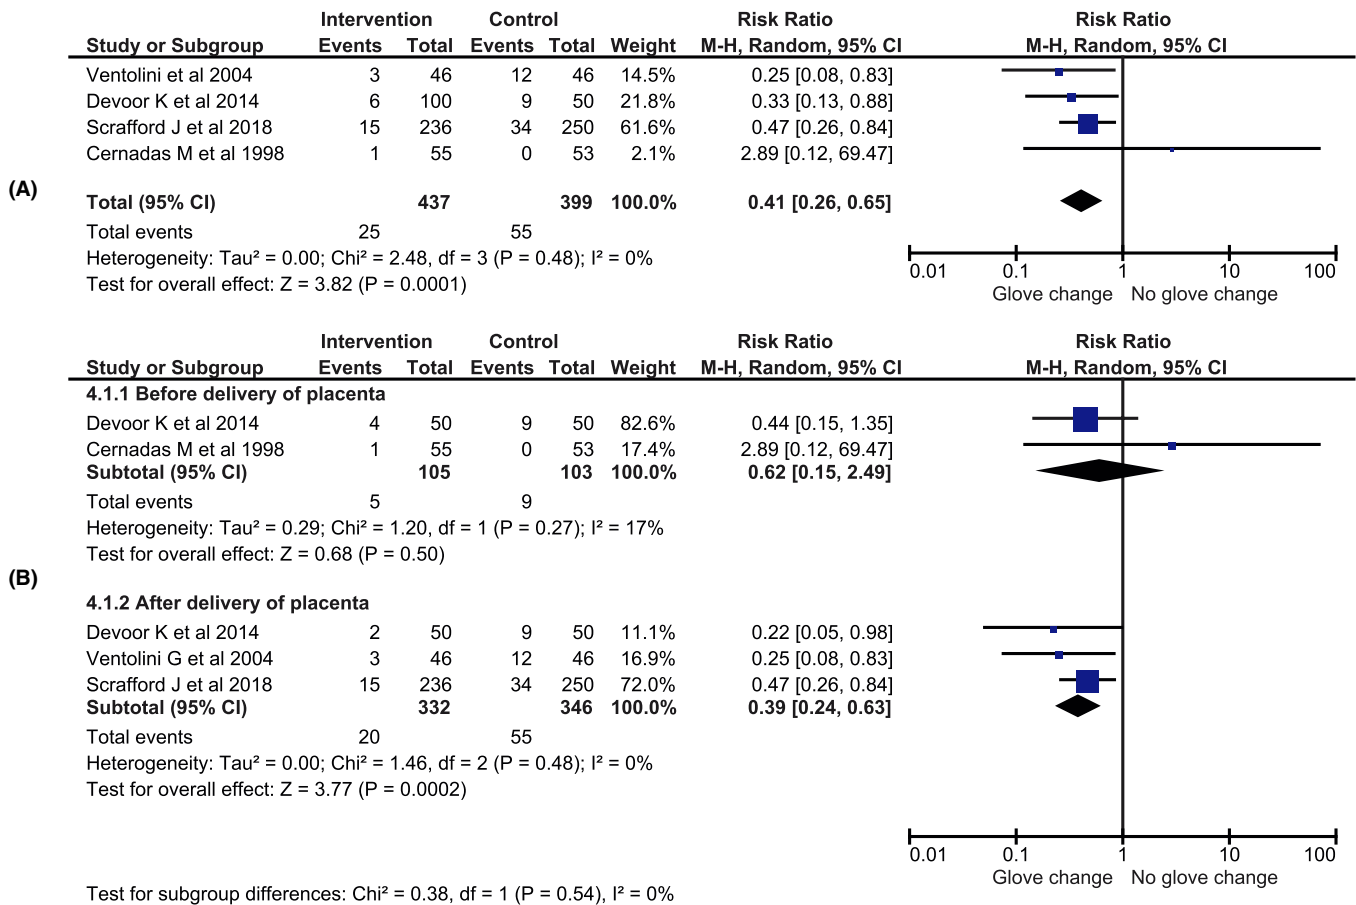 Intervention Control Risk Ratio Risk Ratio
Study or Subgroup Events Total Events Total Weight M-H, Random, 95% CI M-H, Random, 95% CI
Ventolini et al 2004 3 46 12 46 14.5% 0.25 [0.08, 0.83]
Devoor K et al 2014 6 100 9 50 21.8% 0.33 [0.13, 0.88]
Scrafford J et al 2018 15 236 34 250 61.6% 0.47 [0.26, 0.84]
Cernadas M et al 1998 1 55 0 53 2.1% 2.89 [0.12, 69.47]
(A)
Total (95% CI) 437 399 100.0% 0.41 [0.26, 0.65]
Total events 25 55
Heterogeneity: Tau² = 0.00; Chi² = 2.48, df = 3 (P = 0.48); I² = 0%
Test for overall effect: Z = 3.82 (P = 0.0001)
0.01 0.1 1 10 100
Glove change No glove change
Intervention Control Risk Ratio Risk Ratio
Study or Subgroup Events Total Events Total Weight M-H, Random, 95% CI M-H, Random, 95% CI
4.1.1 Before delivery of placenta
Devoor K et al 2014 4 50 9 50 82.6% 0.44 [0.15, 1.35]
Cernadas M et al 1998 1 55 0 53 17.4% 2.89 [0.12, 69.47]
Subtotal (95% CI) 105 103 100.0% 0.62 [0.15, 2.49]
Total events 5 9
Heterogeneity: Tau² = 0.29; Chi² = 1.20, df = 1 (P = 0.27); I² = 17%
Test for overall effect: Z = 0.68 (P = 0.50)
(B)
4.1.2 After delivery of placenta
Devoor K et al 2014 2 50 9 50 11.1% 0.22 [0.05, 0.98]
Ventolini G et al 2004 3 46 12 46 16.9% 0.25 [0.08, 0.83]
Scrafford J et al 2018 15 236 34 250 72.0% 0.47 [0.26, 0.84]
Subtotal (95% CI) 332 346 100.0% 0.39 [0.24, 0.63]
Total events 20 55
Heterogeneity: Tau² = 0.00; Chi² = 1.46, df = 2 (P = 0.48); I² = 0%
Test for overall effect: Z = 3.77 (P = 0.0002)
0.01 0.1 1 10 100
Glove change No glove change
Test for subgroup differences: Chi² = 0.38, df = 1 (P = 0.54), I² = 0%